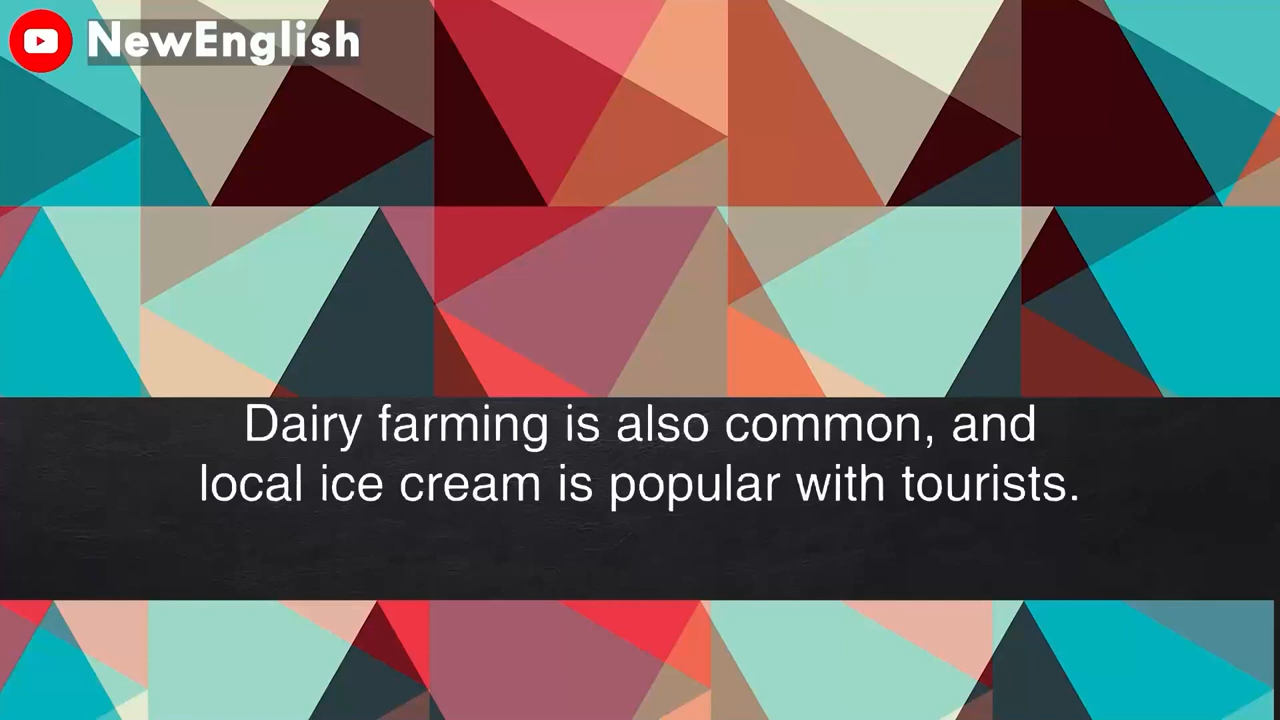 NewEnglish
Dairy farming is also common, and
local ice cream is popular with tourists.